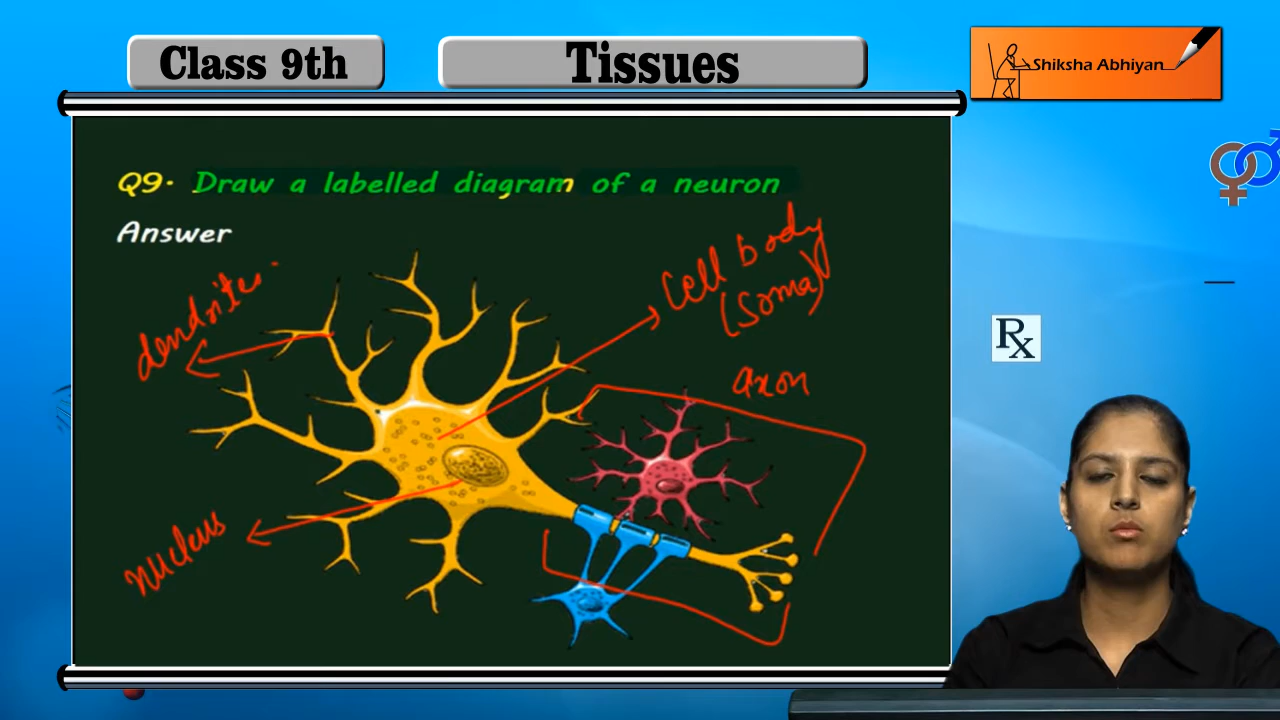 Class 9th
Tissues
Shiksha Abhiyan
Q9. Draw a labelled diagram of a neuron
Answer
dendrites
Cell body
(Soma)
axon
nucleus
Rx